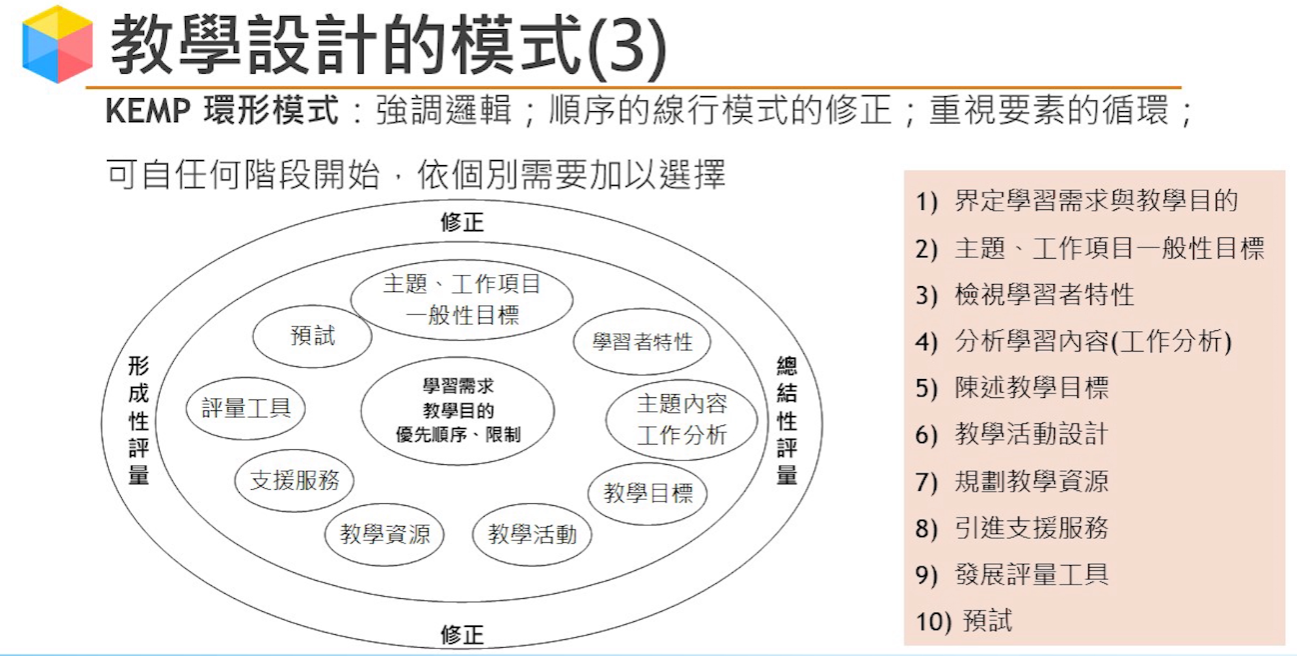 教學設計的模式(3)
KEMP 環形模式：強調邏輯；順序的線行模式的修正；重視要素的循環；
可自任何階段開始，依個別需要加以選擇
修正
主題、工作項目
一般性目標
預試
學習者特性
形成性評量
總結性評量
學習需求
教學目的
優先順序、限制
評量工具
主題內容
工作分析
支援服務
教學目標
教學資源
教學活動
修正
1) 界定學習需求與教學目的
2) 主題、工作項目一般性目標
3) 檢視學習者特性
4) 分析學習內容(工作分析)
5) 陳述教學目標
6) 教學活動設計
7) 規劃教學資源
8) 引進支援服務
9) 發展評量工具
10) 預試